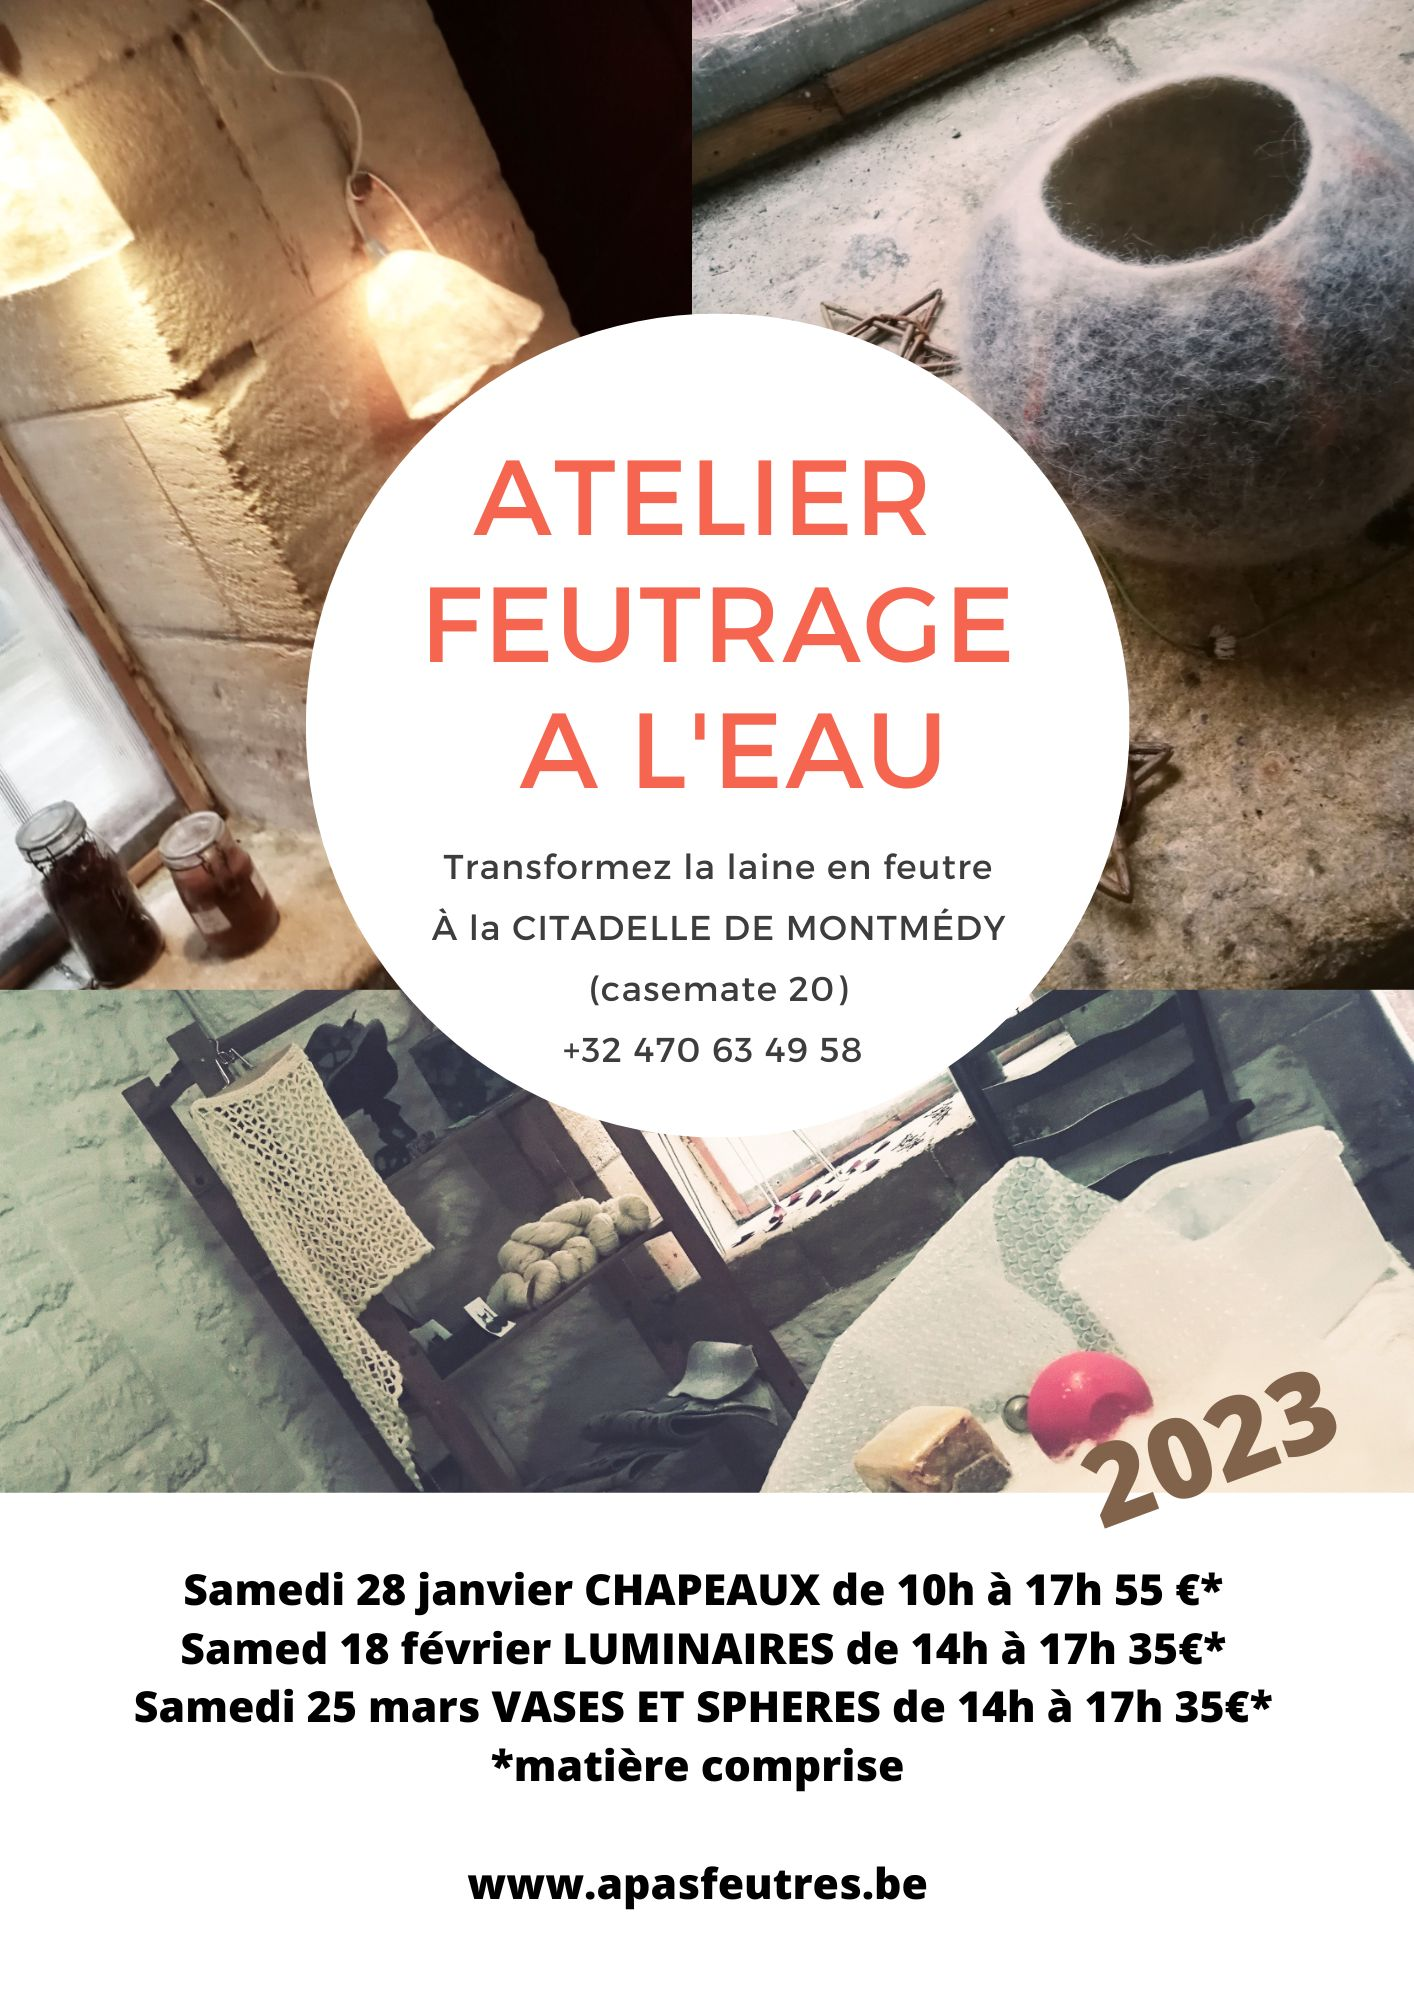 ATELIER
FEUTRAGE
A L'EAU
Transformez la laine en feutre
À la CITADELLE DE MONTMÉDY
(casemate 20)
+32 470 63 49 58
2023
Samedi 28 janvier CHAPEAUX de 10h à 17h 55 €*
Samed 18 février LUMINAIRES de 14h à 17h 35€*
Samedi 25 mars VASES ET SPHERES de 14h à 17h 35€*
*matière comprise
www.apasfeutres.be